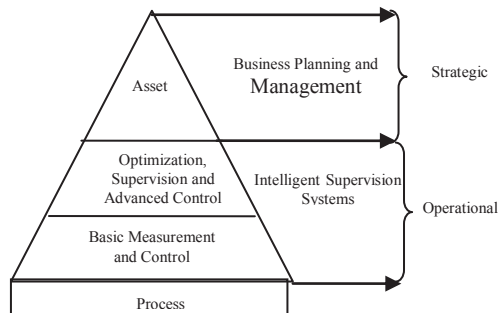 Asset
Business Planning and
Management
Strategic
Optimization,
Supervision and
Advanced Control
Intelligent Supervision
Systems
Operational
Basic Measurement
and Control
Process